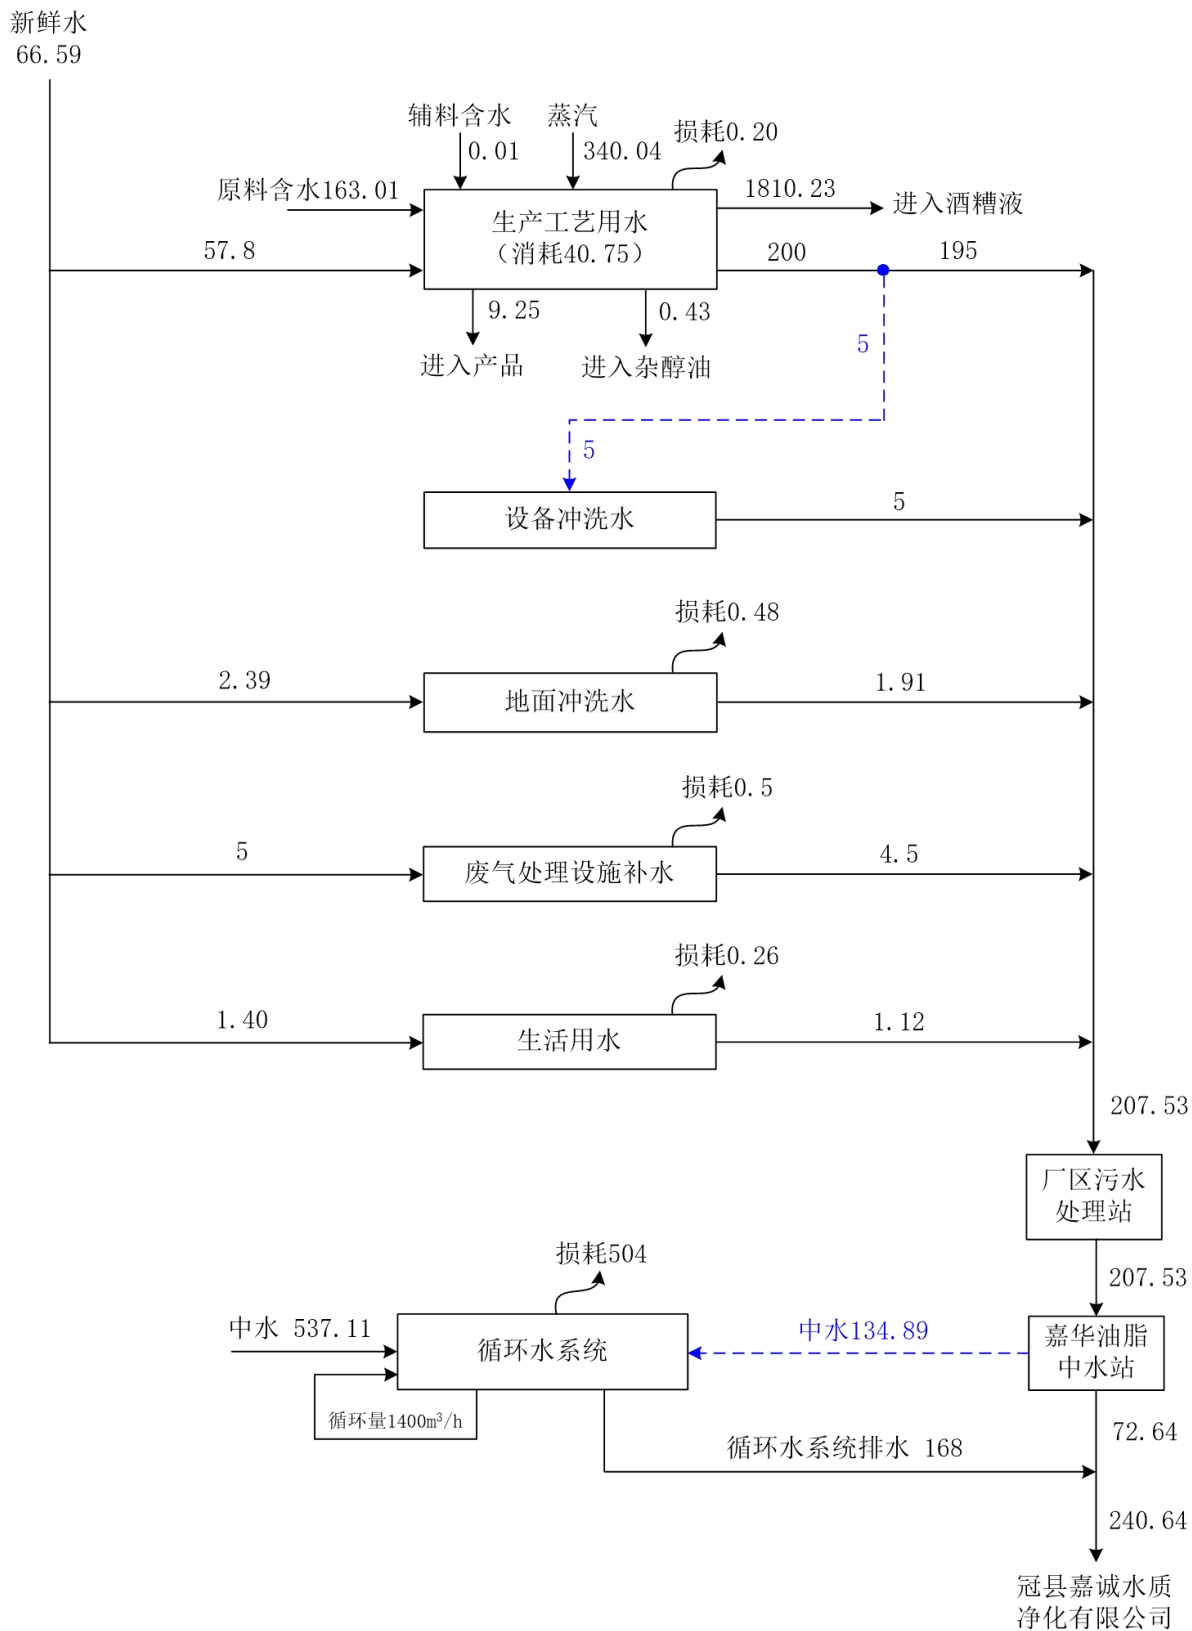 新鲜水
66.59
辅料含水
蒸汽
损耗0.20
0.01
340.04
原料含水163.01
1810.23
进入酒糟液
生产工艺用水
（消耗40.75）
57.8
200
195
9.25
0.43
进入产品
进入杂醇油
5
5
设备冲洗水
5
损耗0.48
2.39
地面冲洗水
1.91
损耗0.5
5
废气处理设施补水
4.5
损耗0.26
1.40
生活用水
1.12
207.53
厂区污水
处理站
207.53
损耗504
中水 537.11
循环水系统
中水134.89
嘉华油脂
中水站
循环量1400m³/h
72.64
循环水系统排水 168
240.64
冠县嘉诚水质
净化有限公司